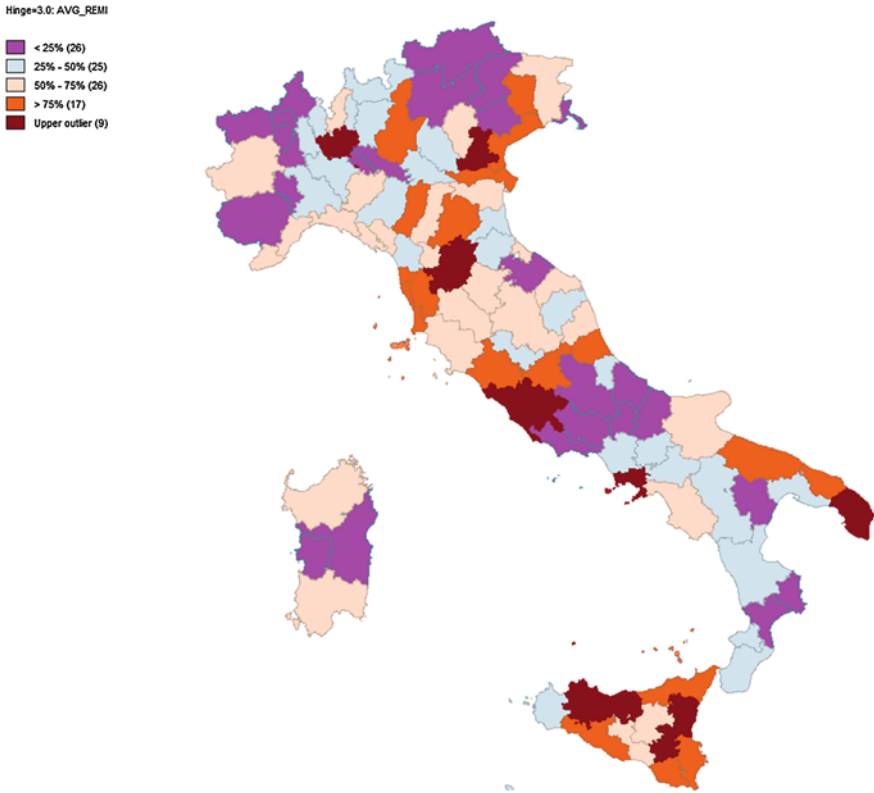 Hinge=3.0: AVG_REMI
< 25% (26)
25% - 50% (25)
50% - 75% (26)
> 75% (17)
Upper outlier (9)